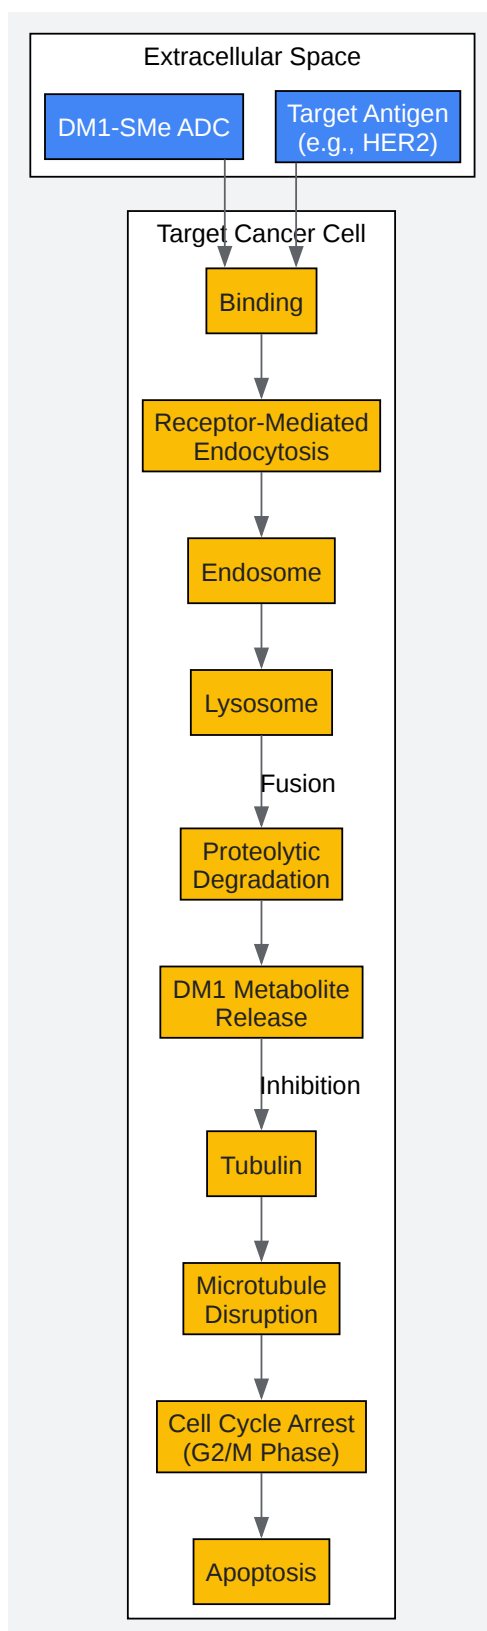 Extracellular Space
DM1-SMe ADC
Target Antigen
(e.g., HER2)
Target Cancer Cell
Binding
Receptor-Mediated
Endocytosis
Endosome
Lysosome
Fusion
Proteolytic
Degradation
DM1 Metabolite
Release
Inhibition
Tubulin
Microtubule
Disruption
Cell Cycle Arrest
(G2/M Phase)
Apoptosis